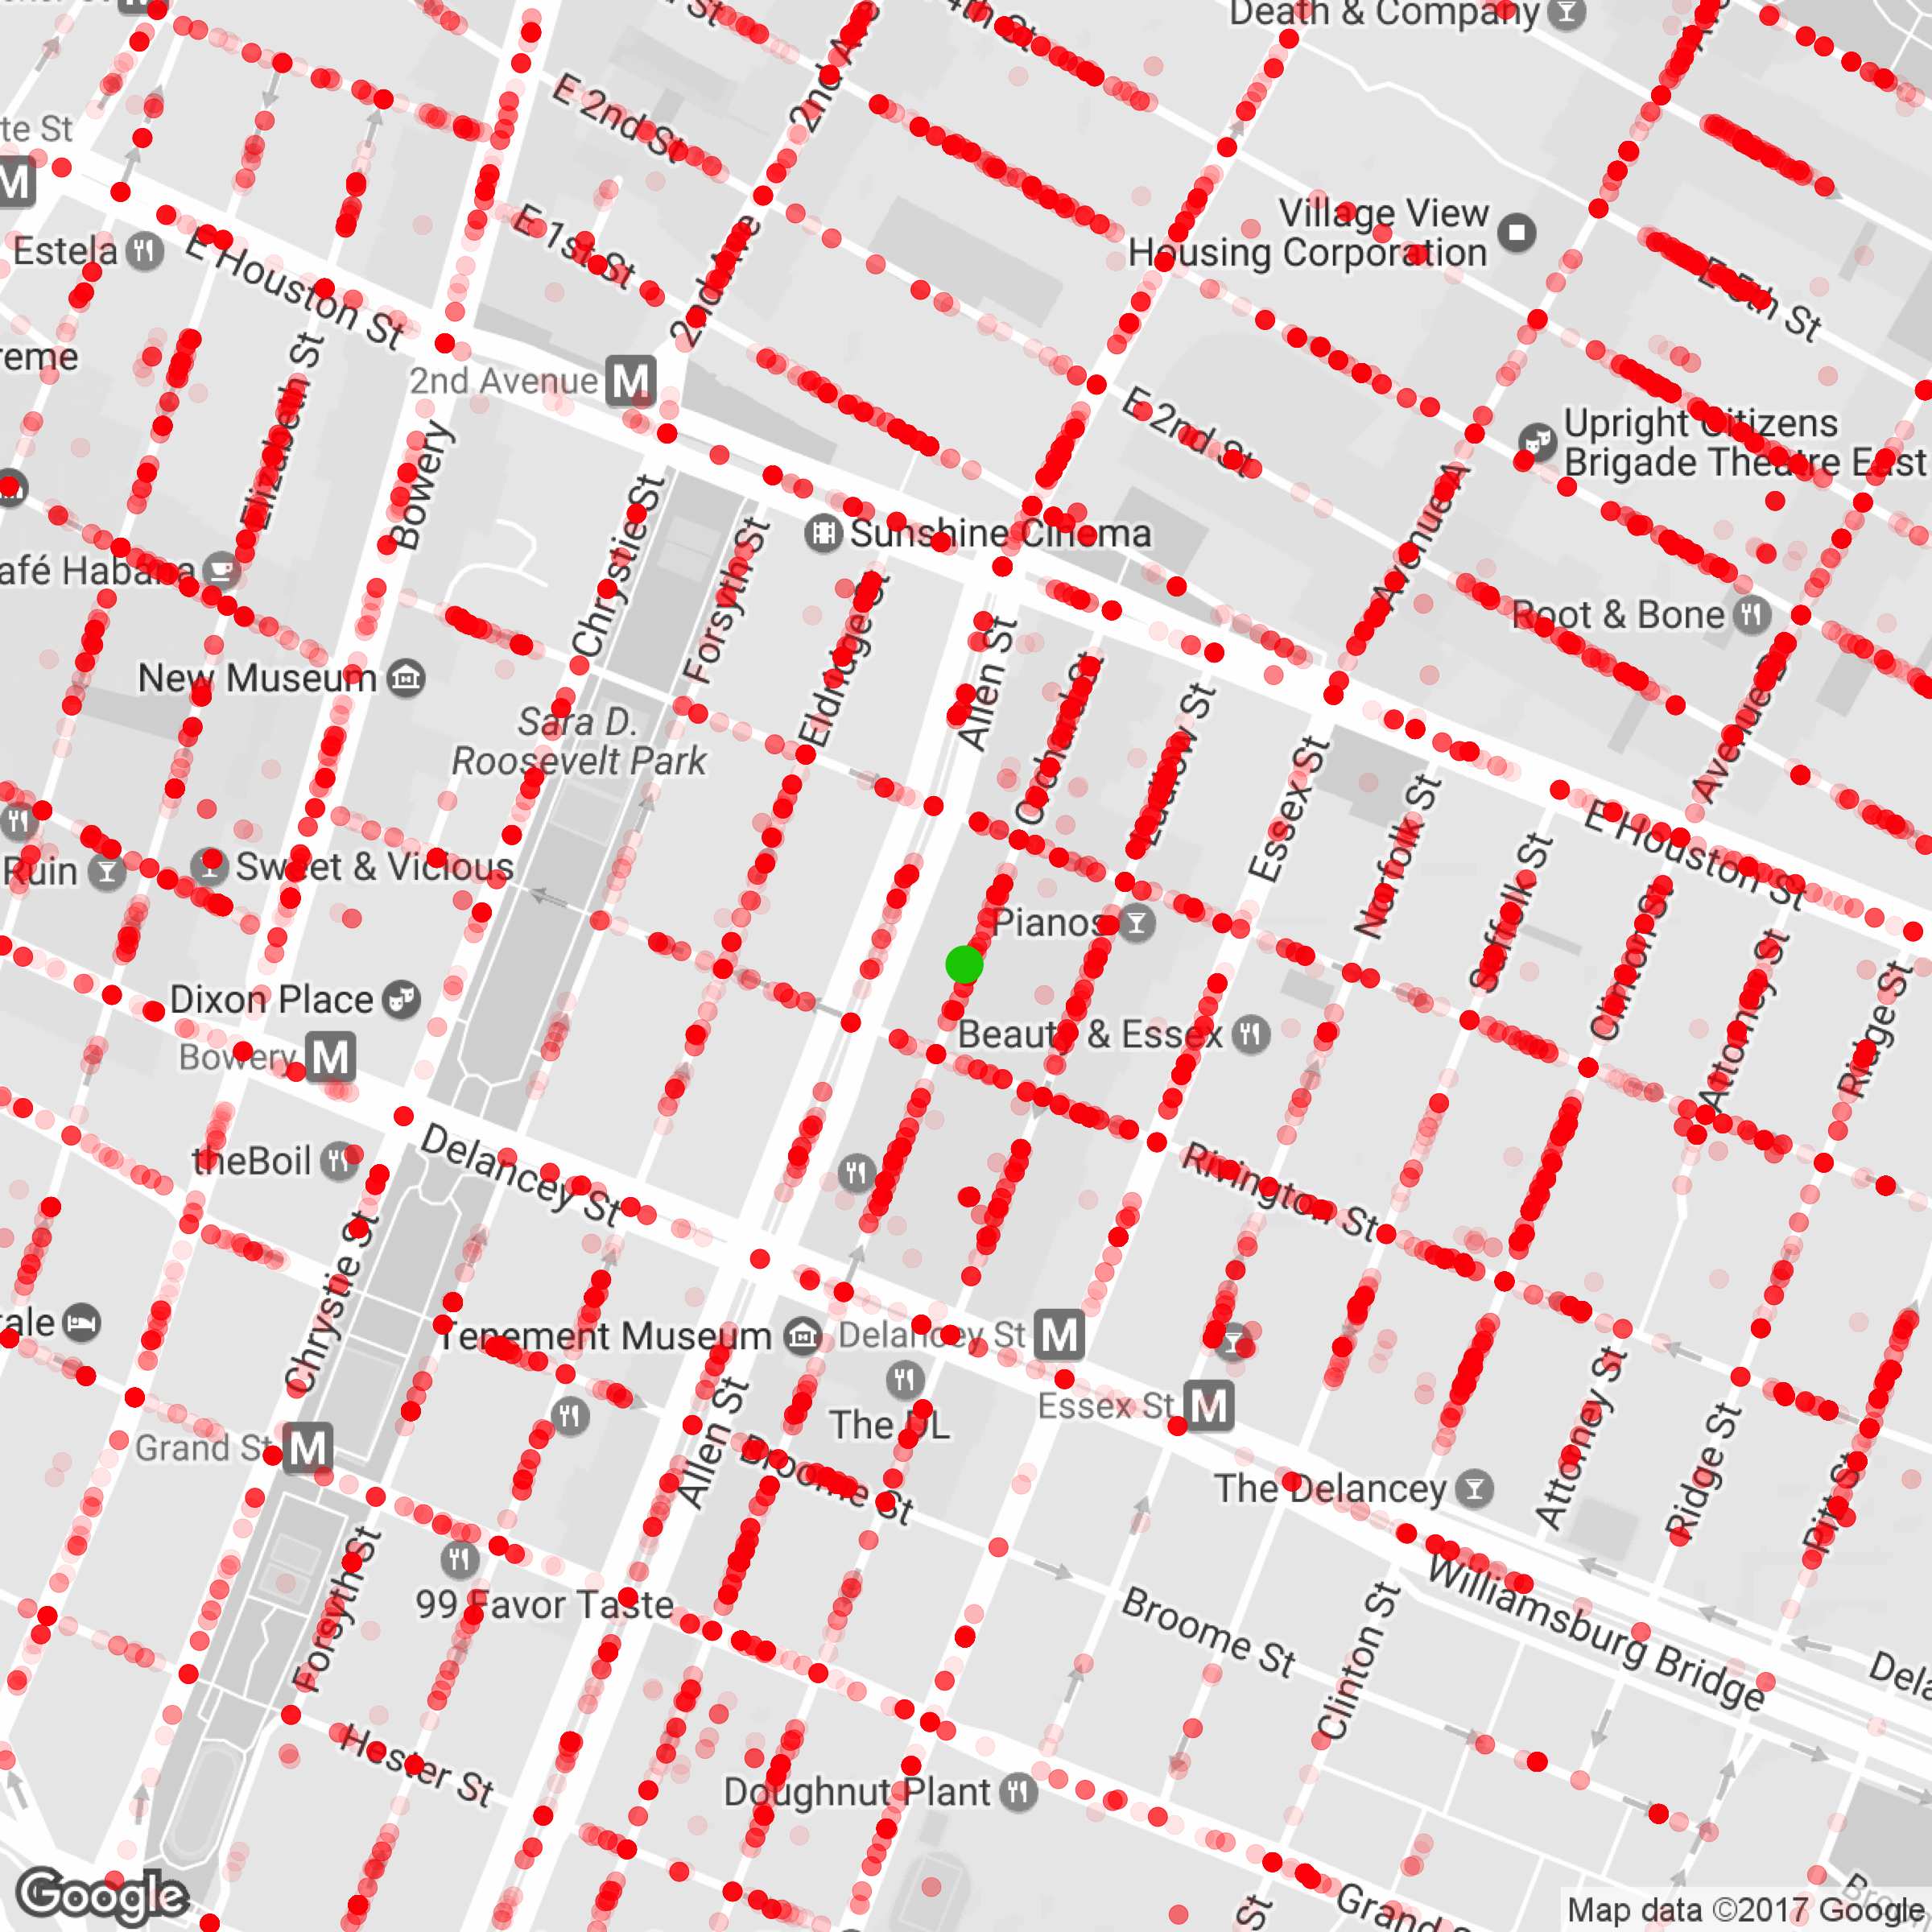 Death & Company
4th St
St
te St
E 2nd St
2nd Ave
Village View
Housing Corporation
Estela
E Houston St
E 1st St
2nd Ave
E 5th St
reme
Elizabeth St
2nd Avenue
E 2nd St
Upright Citizens
Brigade Theatre East
Bowery
Chrystie St
Forsyth St
Sunshine Cinema
Avenue A
afé Habana
Eldridge St
Root & Bone
New Museum
Allen St
Orchard St
Ludlow St
Sara D.
Roosevelt Park
Avenue B
Essex St
Norfolk St
E Houston St
Ruin
Sweet & Vicious
Suffolk St
Clinton St
Pianos
Attorney St
Ridge St
Dixon Place
Beauty & Essex
Bowery
theBoil
Delancey St
Rivington St
Chrystie St
rale
Tenement Museum
Delancey St
Essex St
Allen St
The DL
Grand St
Broome St
Attorney St
Ridge St
Pitt St
The Delancey
Forsyth St
99 Favor Taste
Broome St
Clinton St
Williamsburg Bridge
Dela
Hester St
Doughnut Plant
Google
St
Grand S
Bro
Map data ©2017 Google